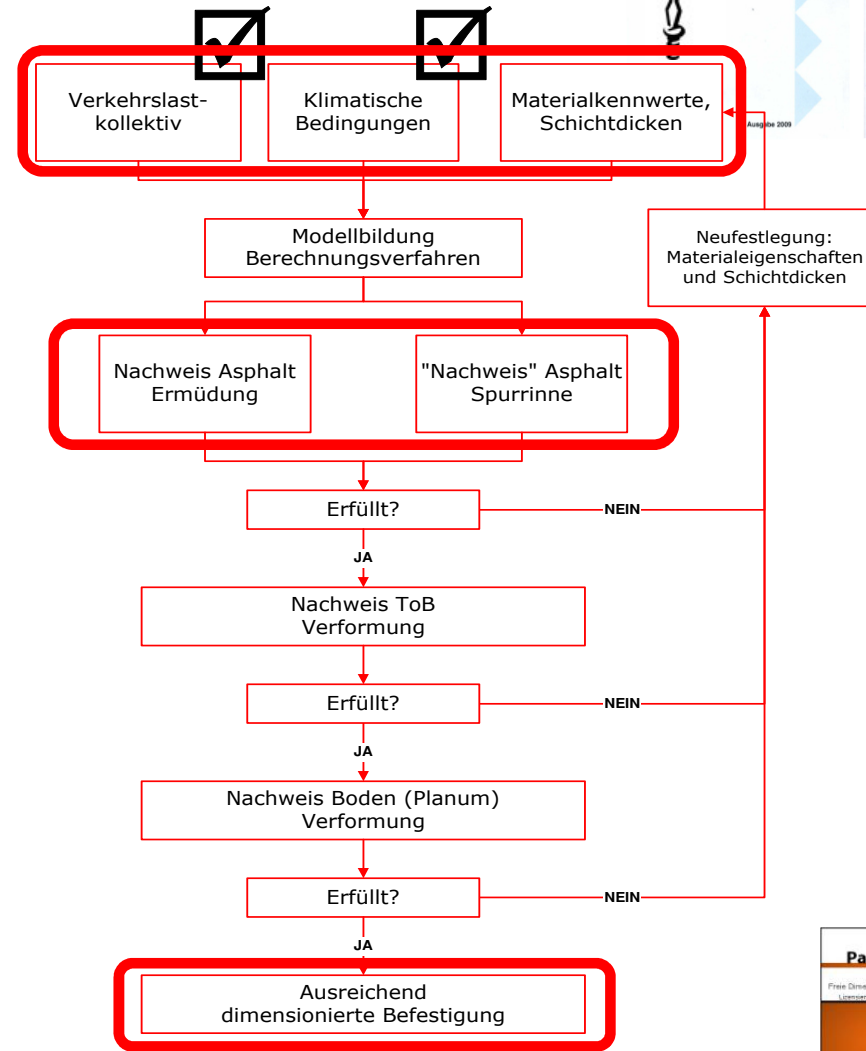 Verkehrslast-
kollektiv
Klimatische
Bedingungen
Materialkennwerte,
Schichtdicken
Ausgabe 2009
Modellbildung
Berechnungsverfahren
Neufestlegung:
Materialeigenschaften
und Schichtdicken
Nachweis Asphalt
Ermüdung
"Nachweis" Asphalt
Spurrinne
Erfüllt?
NEIN
JA
Nachweis ToB
Verformung
Erfüllt?
NEIN
JA
Nachweis Boden (Planum)
Verformung
Erfüllt?
NEIN
JA
Ausreichend
dimensionierte Befestigung
Pa
Freie Dime